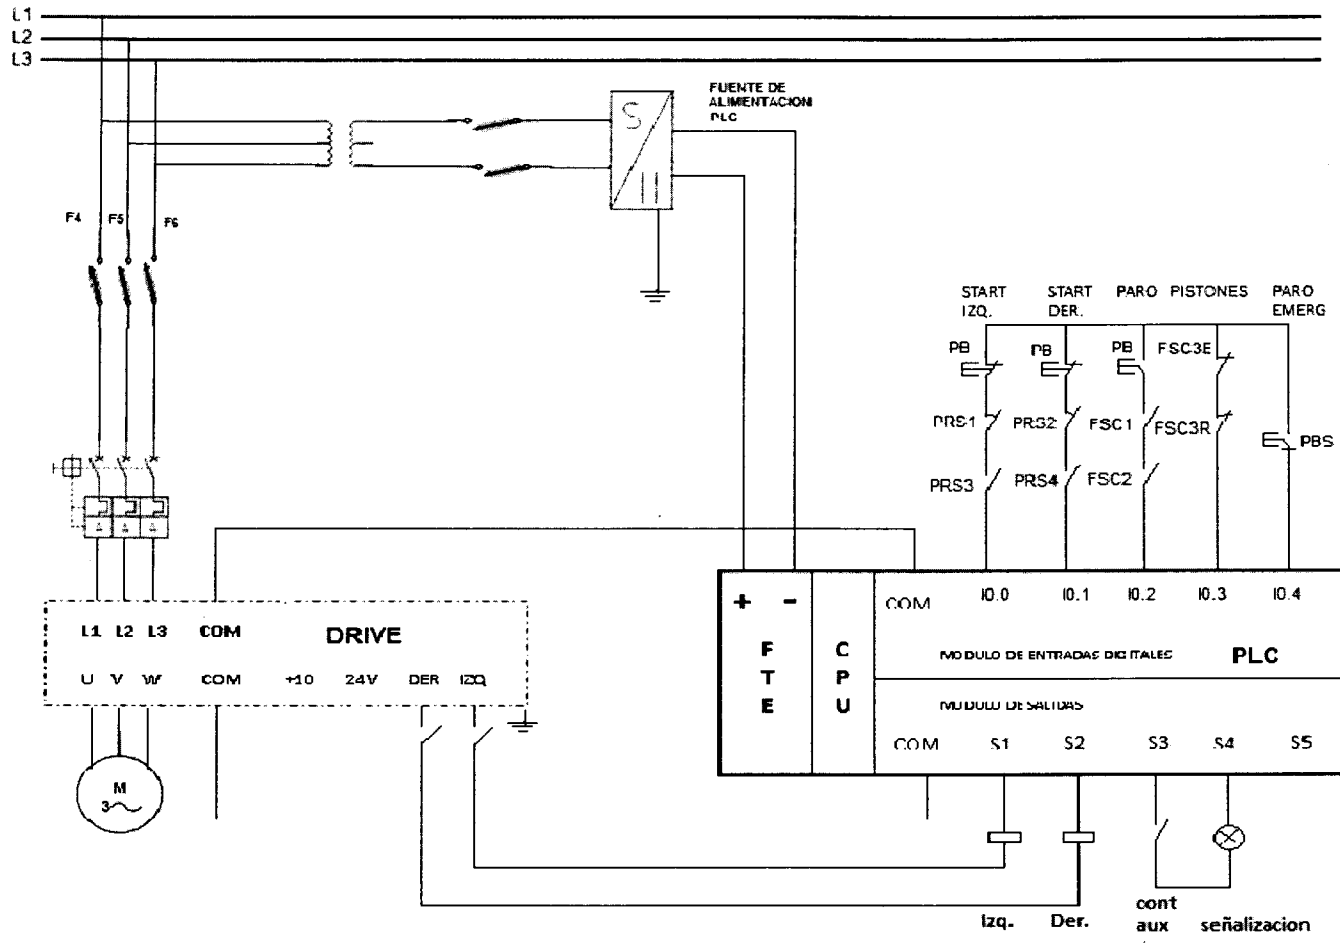 L1
L2
L3
FUENTE DE
ALIMENTACION
PLC
S
F4 F5 F6
START IZQ.
START DER.
PARO
PISTONES
PARO EMERG
PB PB PB FSC3E
PRS1 PRS2 FSC1 FSC3R PBS
PRS3 PRS4 FSC2
L1 L2 L3 COM DRIVE
U V W COM +10 24V DER IZQ
M
3
+ -
FTE
CPU
COM I0.0 I0.1 I0.2 I0.3 I0.4
MODULO DE ENTRADAS DIGITALES PLC
MODULO DE SALIDAS
COM S1 S2 S3 S4 S5
Izq. Der. cont aux señalizacion